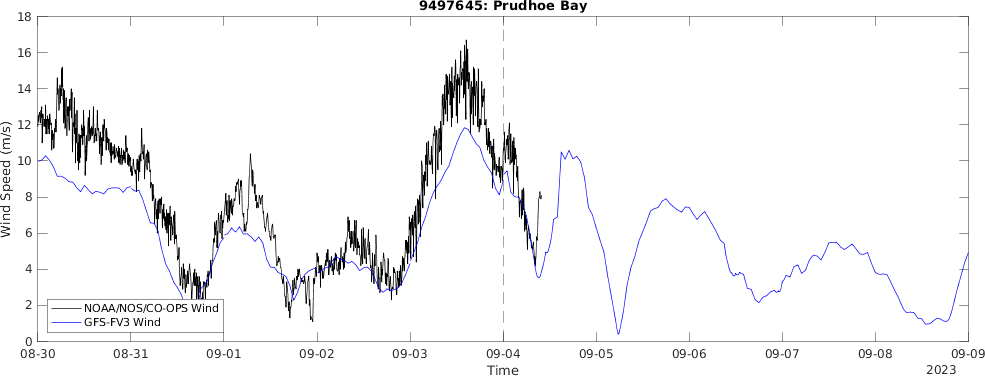 9497645: Prudhoe Bay
18
16
14
12
10
8
6
4
2
0
Wind Speed (m/s)
NOAA/NOS/CO-OPS Wind
GFS-FV3 Wind
08-30 08-31 09-01 09-02 09-03 09-04 09-05 09-06 09-07 09-08 09-09
Time
2023